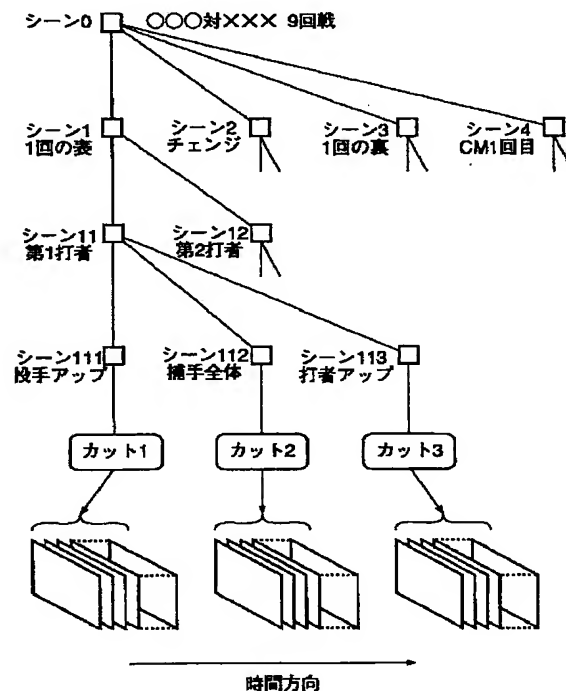 シーン0 ○○○対××× 9回戦
シーン1
1回の表
シーン2
チェンジ
シーン3
1回の裏
シーン4
CM1回目
シーン11
第1打者
シーン12
第2打者
シーン111
投手アップ
シーン112
捕手全体
シーン113
打者アップ
カット1
カット2
カット3
時間方向